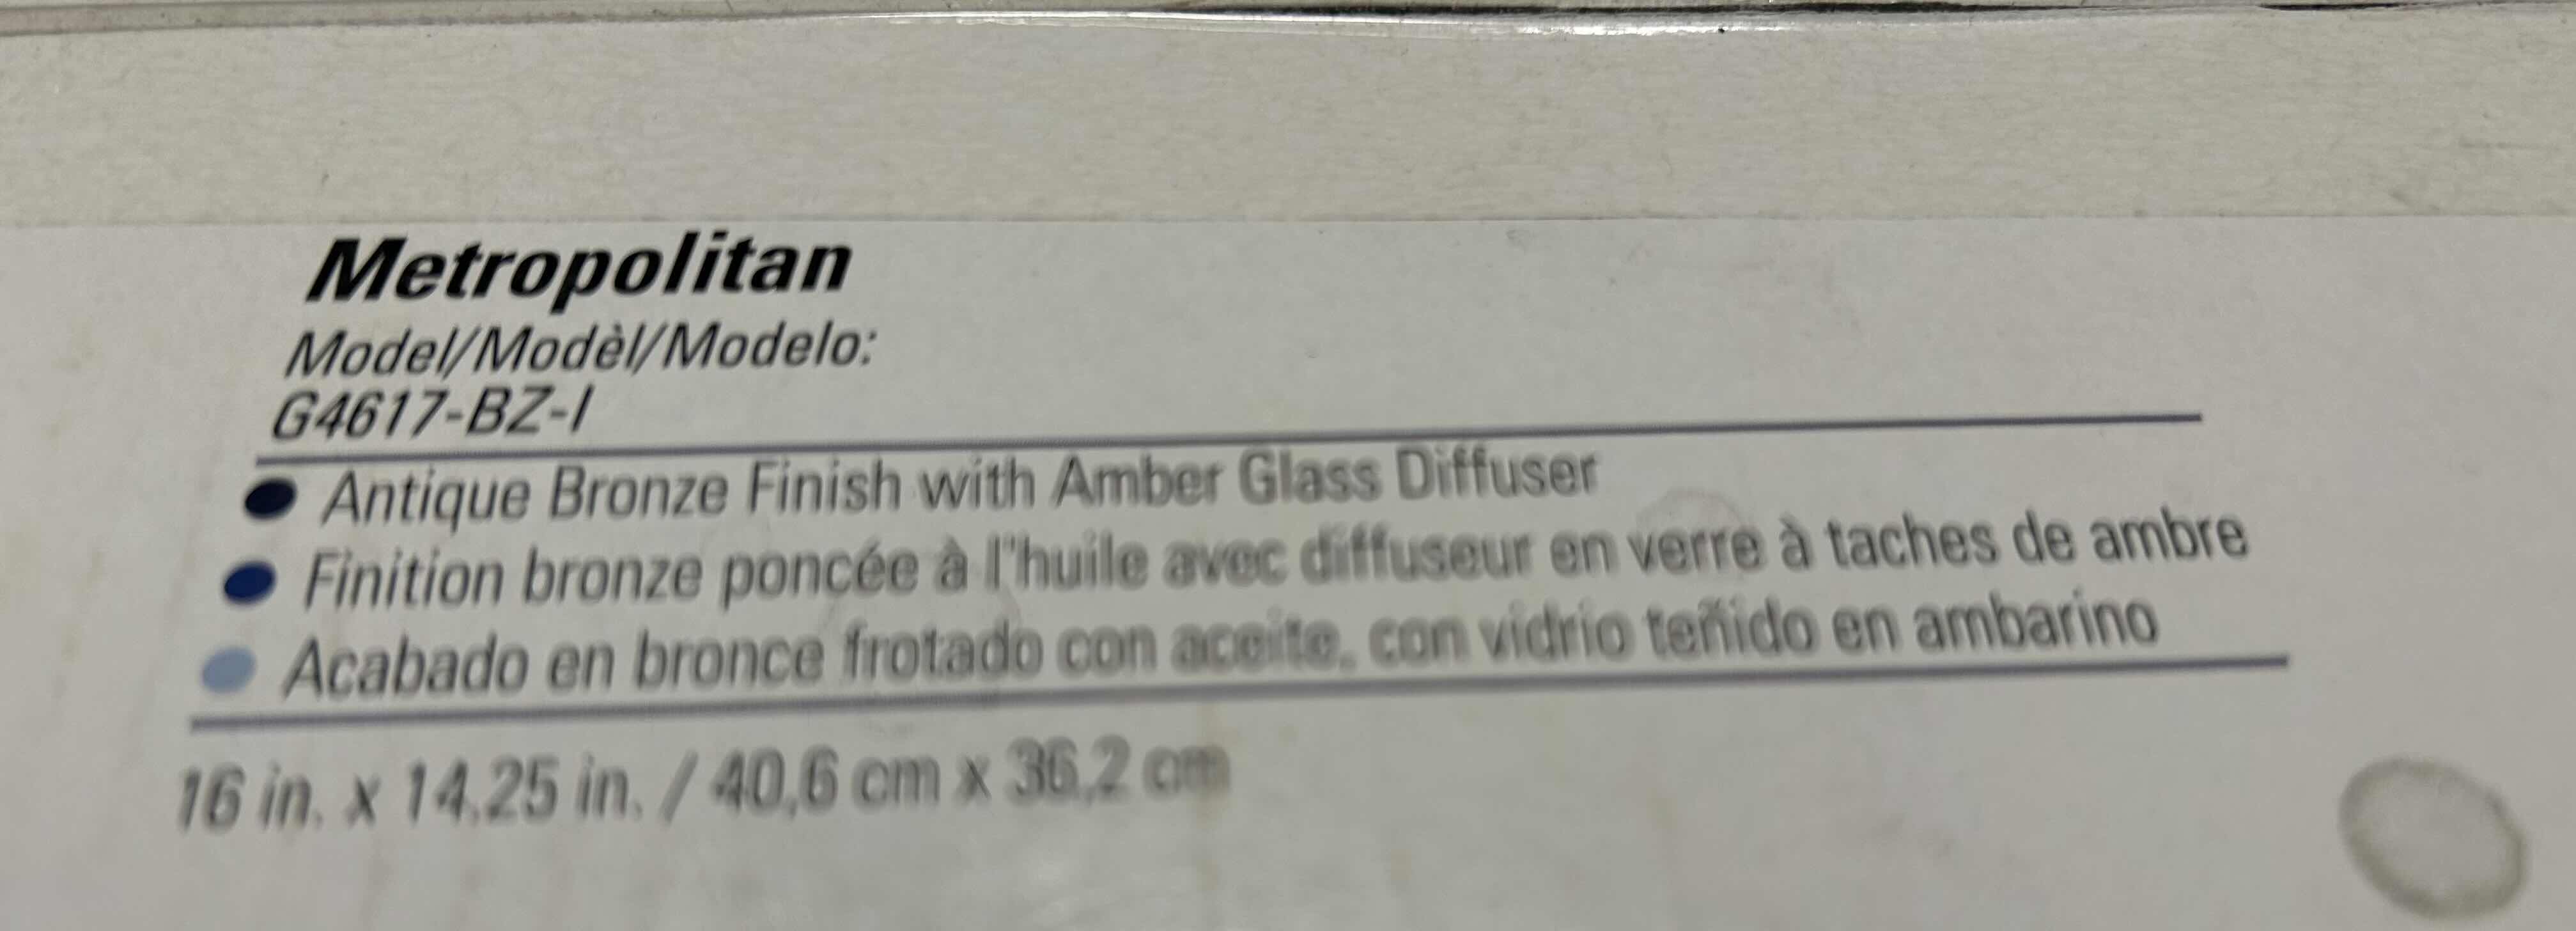 Metropolitan
Model/Modèl/Modelo:
G4617-BZ-I
Antique Bronze Finish with Amber Glass Diffuser
Finition bronze poncée à l'huile avec diffuseur en verre à taches de ambre
Acabado en bronce frotado con aceite, con vidrio teñido en ambarino
16 in. x 14.25 in. / 40,6 cm x 36,2 cm